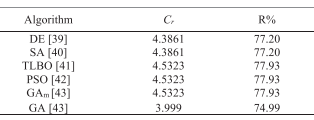 Algorithm Cr R%
DE [39] 4.3861 77.20
SA [40] 4.3861 77.20
TLBO [41] 4.5323 77.93
PSO [42] 4.5323 77.93
GAm [43] 4.5323 77.93
GA [43] 3.999 74.99